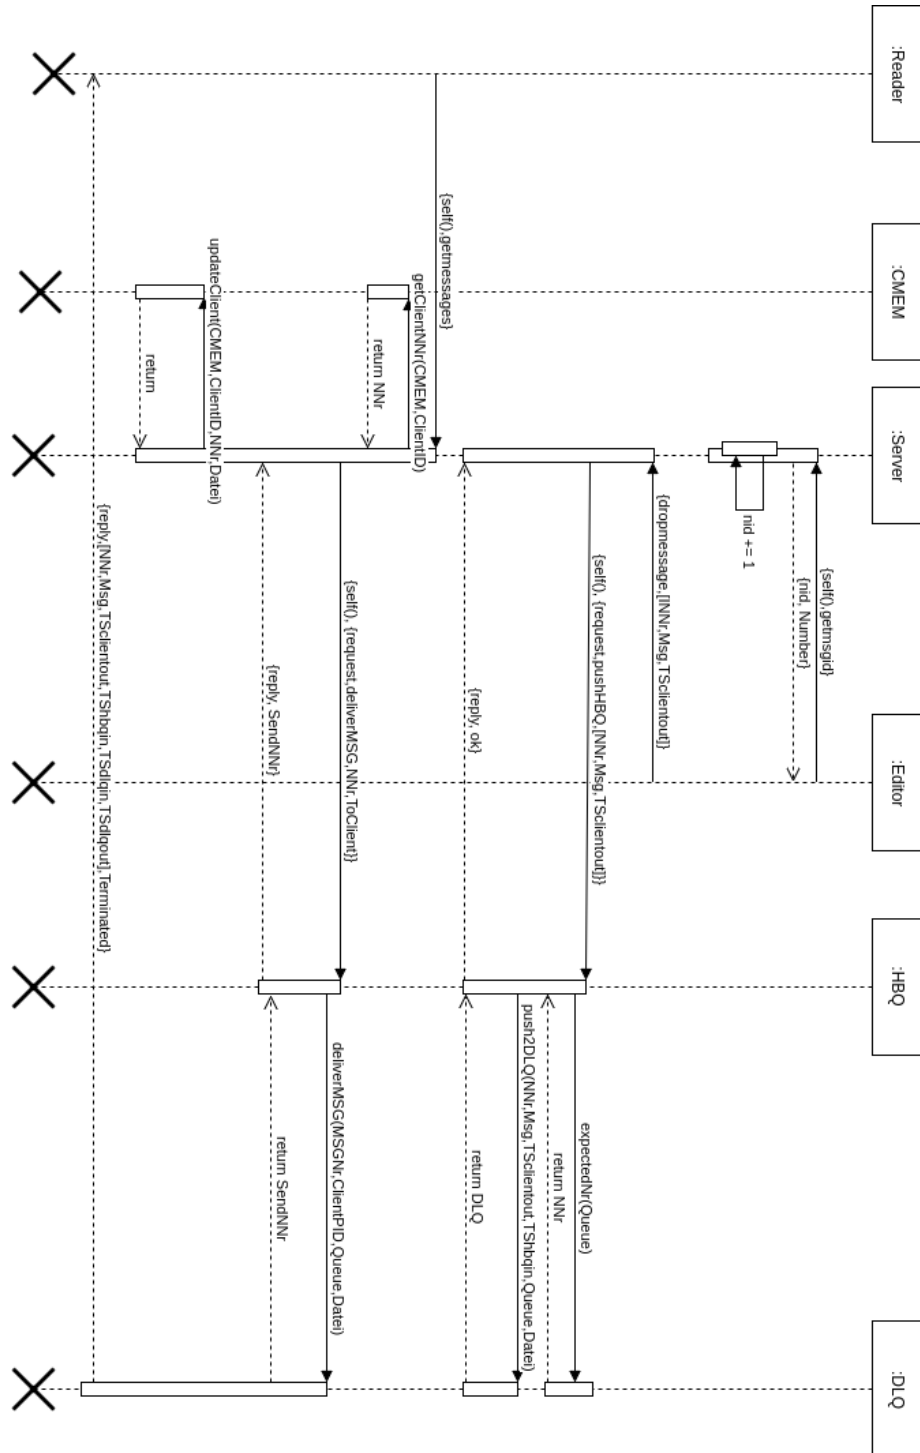 :Reader
:CMEM
:Server
:Editor
:HBQ
:DLQ
{self(),getmsgid}
{nid, Number}
nid += 1
{dropmessage,[INNr,Msg,TSclientout]}
{self(), {request,pushHBQ,[NNr,Msg,TSclientout]}}
expectedNr(Queue)
return NNr
push2DLQ(NNr,Msg,TSclientout,TShbqin,Queue,Datei)
return DLQ
{reply, ok}
{self(),getmessages}
getClientNNr(CMEM,ClientID)
return NNr
{self(), {request,deliverMSG,NNr,ToClient}}
deliverMSG(MSGNr,ClientPID,Queue,Datei)
return SendNNr
{reply, SendNNr}
updateClient(CMEM,ClientID,NNr,Datei)
return
{reply,[NNr,Msg,TSclientout,TShbqin,TSdlqin,TSdlqout],Terminated}